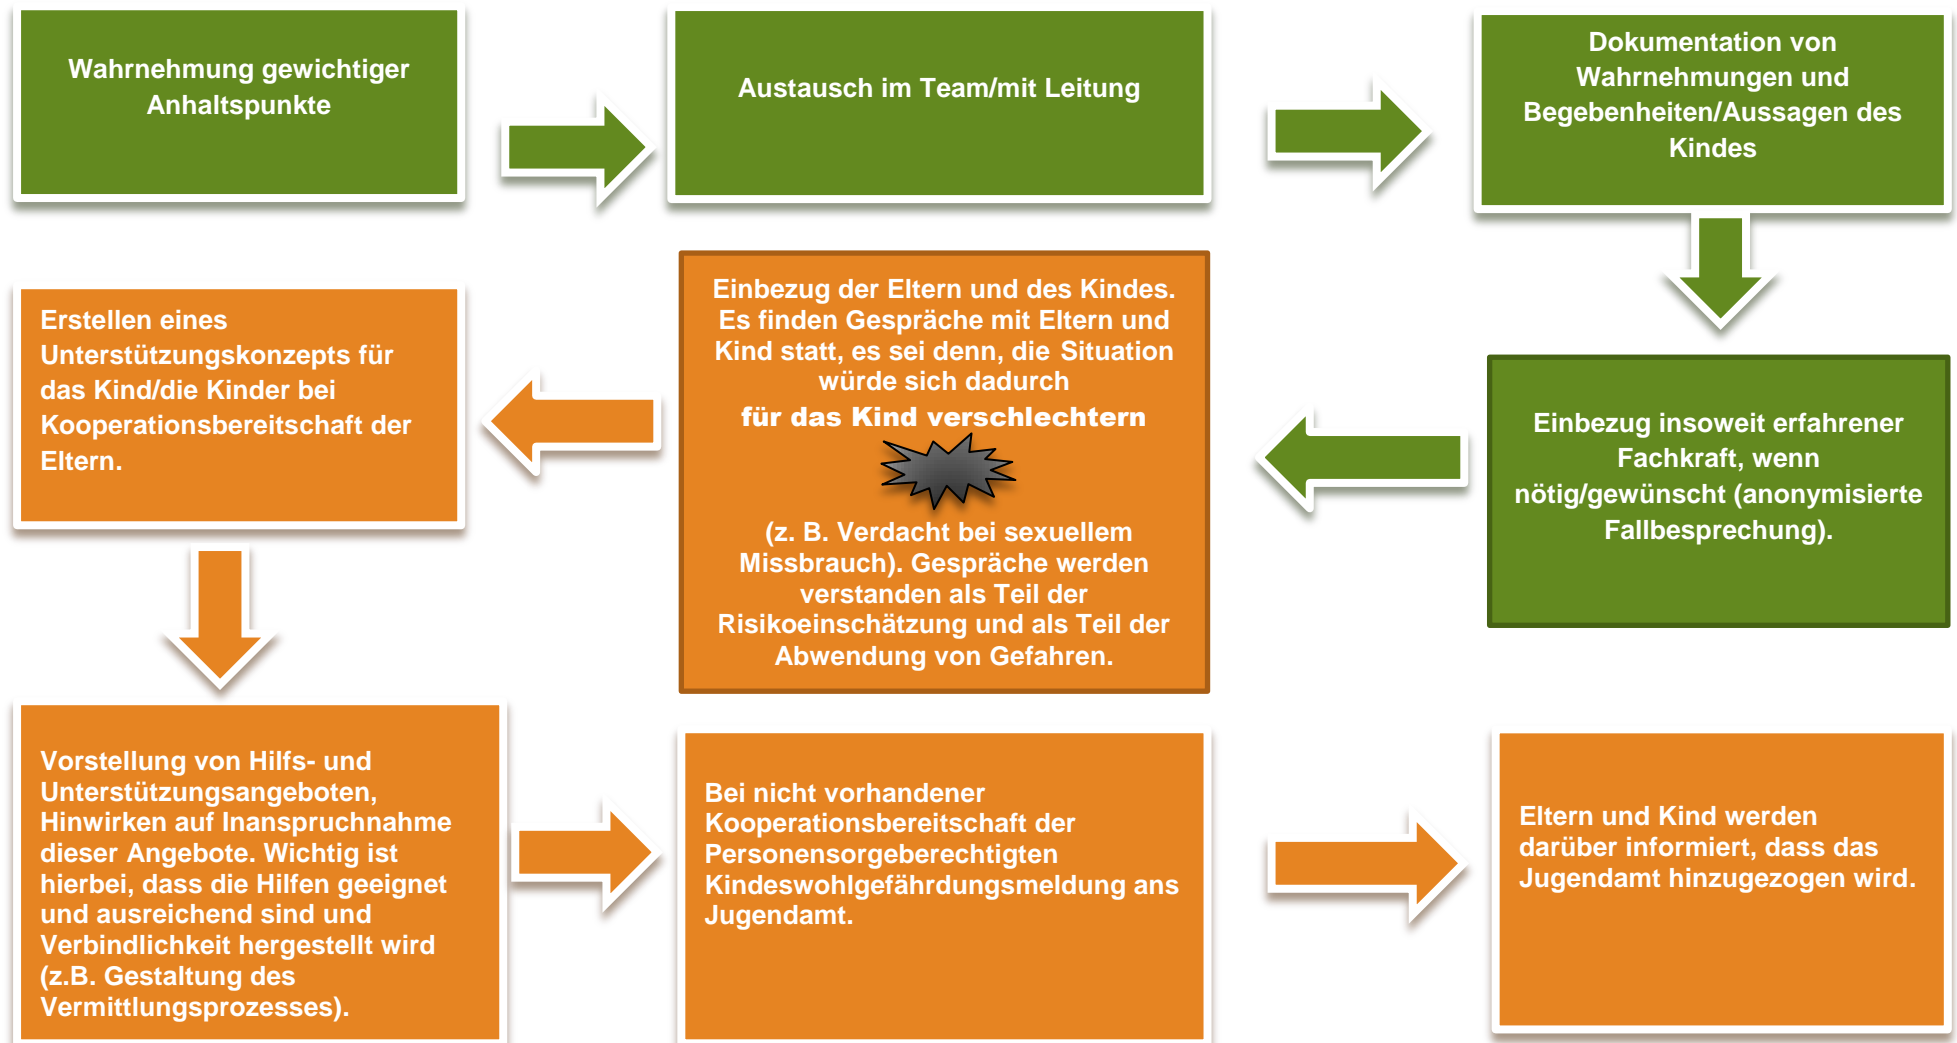 Wahrnehmung gewichtiger
Anhaltspunkte
Austausch im Team/mit Leitung
Dokumentation von
Wahrnehmungen und
Begebenheiten/Aussagen des
Kindes
Einbezug insoweit erfahrener
Fachkraft, wenn
nötig/gewünscht (anonymisierte
Fallbesprechung).
Einbezug der Eltern und des Kindes.
Es finden Gespräche mit Eltern und
Kind statt, es sei denn, die Situation
würde sich dadurch
für das Kind verschlechtern
(z. B. Verdacht bei sexuellem
Missbrauch). Gespräche werden
verstanden als Teil der
Risikoeinschätzung und als Teil der
Abwendung von Gefahren.
Erstellen eines
Unterstützungskonzepts für
das Kind/die Kinder bei
Kooperationsbereitschaft der
Eltern.
Vorstellung von Hilfs- und
Unterstützungsangeboten,
Hinwirken auf Inanspruchnahme
dieser Angebote. Wichtig ist
hierbei, dass die Hilfen geeignet
und ausreichend sind und
Verbindlichkeit hergestellt wird
(z.B. Gestaltung des
Vermittlungsprozesses).
Bei nicht vorhandener
Kooperationsbereitschaft der
Personensorgeberechtigten
Kindeswohlgefährdungsmeldung ans
Jugendamt.
Eltern und Kind werden
darüber informiert, dass das
Jugendamt hinzugezogen wird.